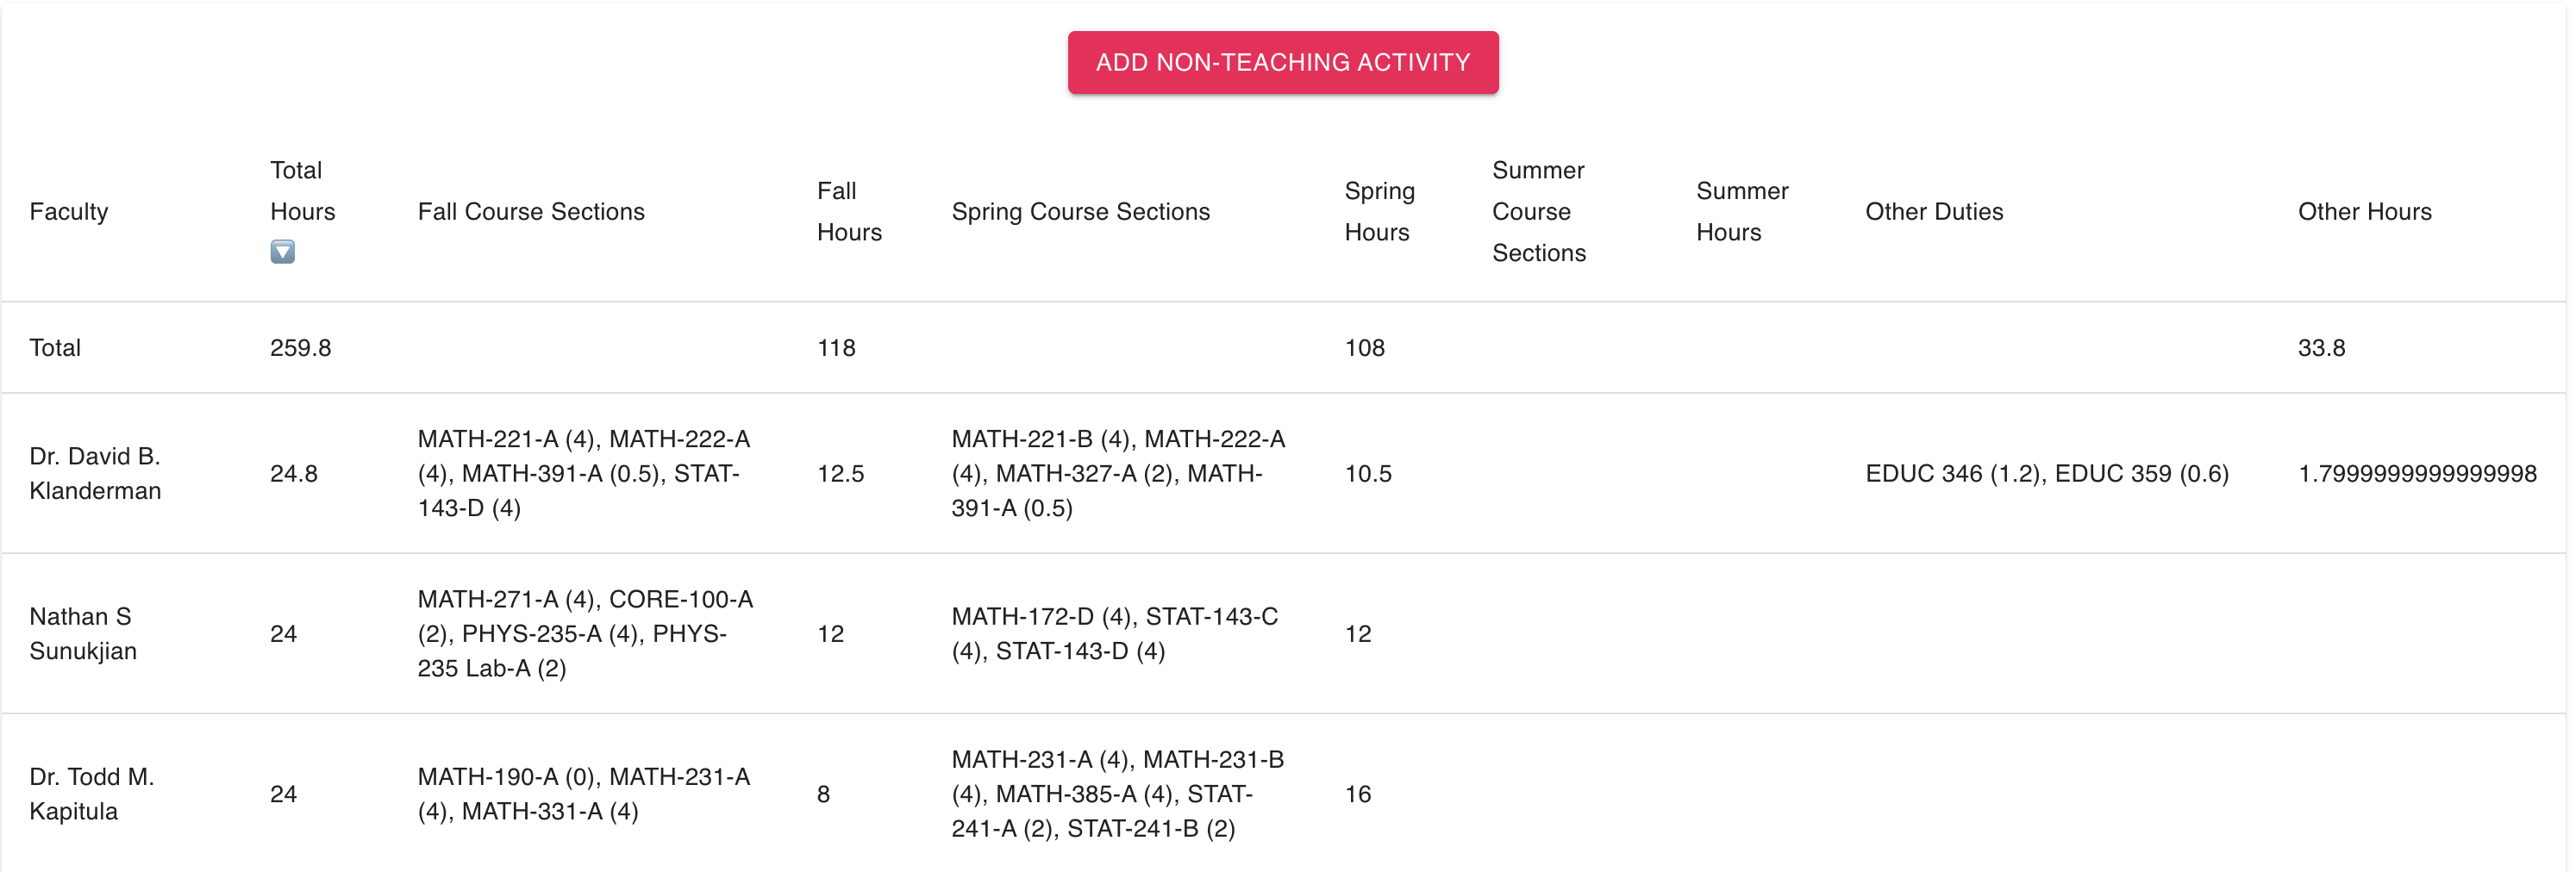 ADD NON-TEACHING ACTIVITY
Faculty
Total
Hours
🔽
Fall Course Sections
Fall
Hours
Spring Course Sections
Spring
Hours
Summer
Course
Sections
Summer
Hours
Other Duties
Other Hours
Total
259.8
118
108
33.8
Dr. David B.
Klanderman
24.8
MATH-221-A (4), MATH-222-A
(4), MATH-391-A (0.5), STAT-
143-D (4)
12.5
MATH-221-B (4), MATH-222-A
(4), MATH-327-A (2), MATH-
391-A (0.5)
10.5
EDUC 346 (1.2), EDUC 359 (0.6)
1.7999999999999998
Nathan S
Sunukjian
24
MATH-271-A (4), CORE-100-A
(2), PHYS-235-A (4), PHYS-
235 Lab-A (2)
12
MATH-172-D (4), STAT-143-C
(4), STAT-143-D (4)
12
Dr. Todd M.
Kapitula
24
MATH-190-A (0), MATH-231-A
(4), MATH-331-A (4)
8
MATH-231-A (4), MATH-231-B
(4), MATH-385-A (4), STAT-
241-A (2), STAT-241-B (2)
16